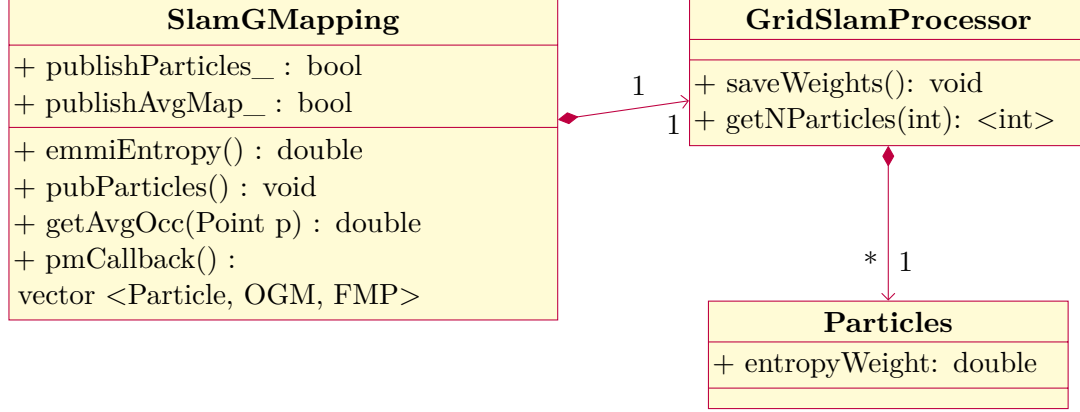 SlamGMapping
+ publishParticles_ : bool
+ publishAvgMap_ : bool
+ emmiEntropy() : double
+ pubParticles() : void
+ getAvgOcc(Point p) : double
+ pmCallback() :
vector <Particle, OGM, FMP>
1
1
GridSlamProcessor
+ saveWeights(): void
+ getNParticles(int): <int>
* 1
Particles
+ entropyWeight: double